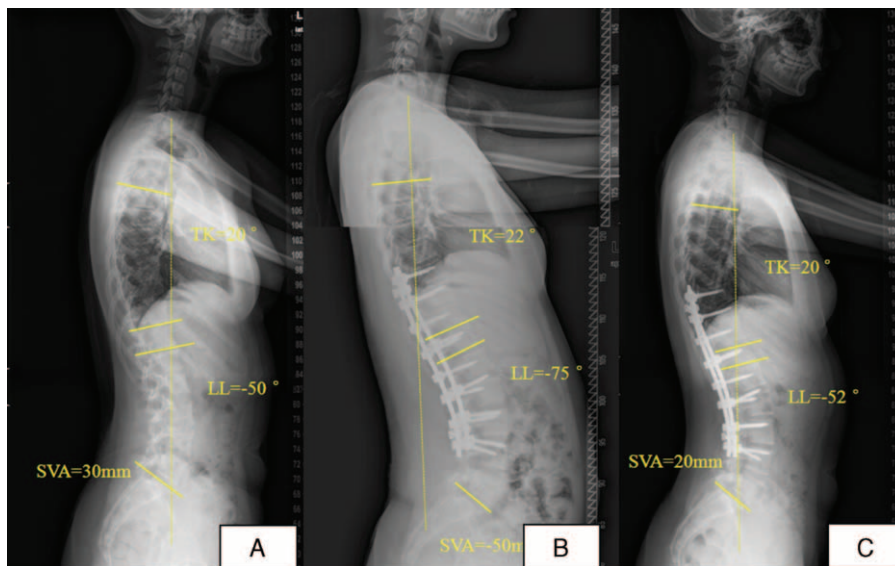 TK=20°
LL=-50°
SVA=30mm
A
TK=22°
LL=-75°
SVA=-50m
B
TK=20°
LL=-52°
SVA=20mm
C